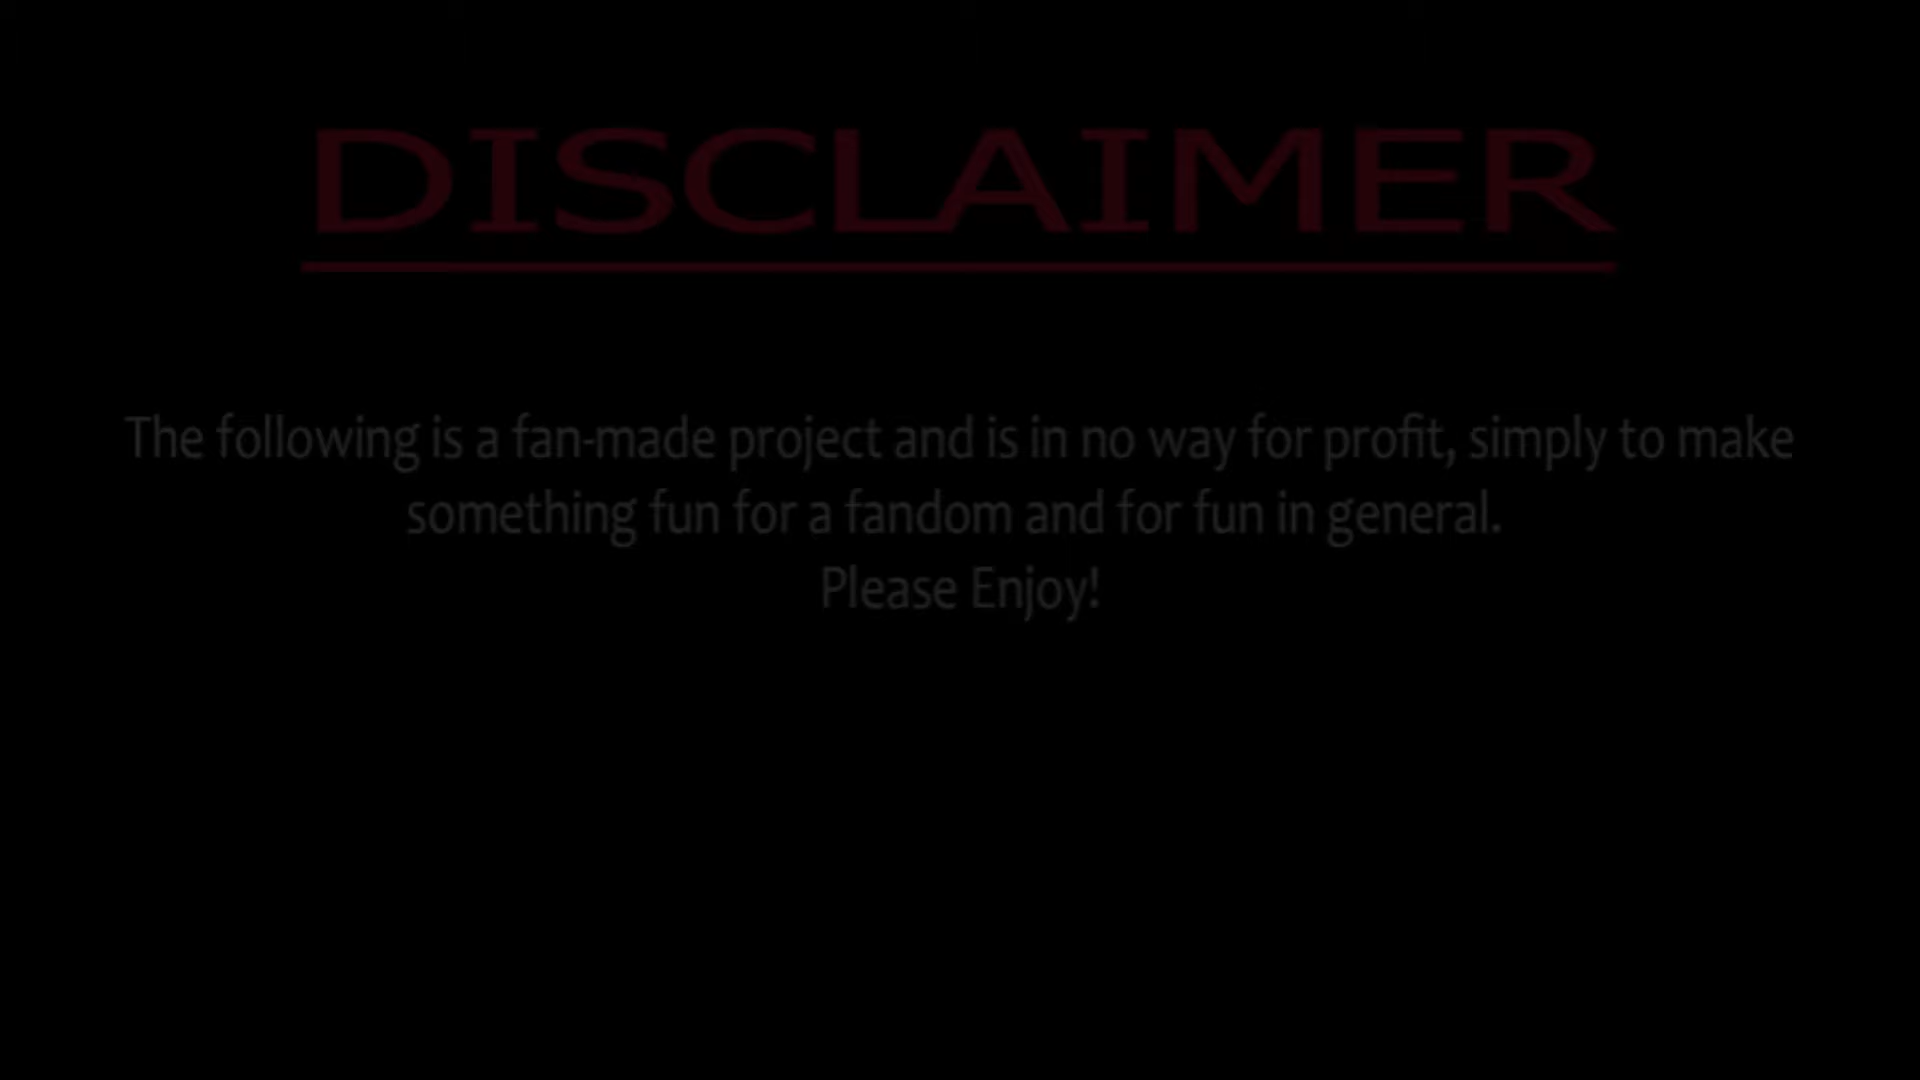 DISCLAIMER
The following is a fan-made project and is in no way for profit, simply to make
something fun for a fandom and for fun in general.
Please Enjoy!